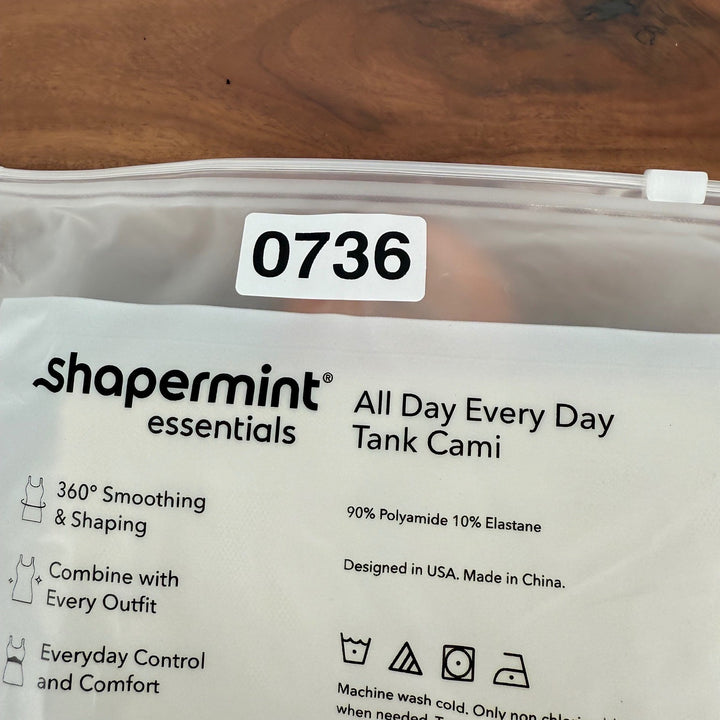 0736
shapermint®
essentials
All Day Every Day
Tank Cami
360° Smoothing
& Shaping
Combine with
Every Outfit
Everyday Control
and Comfort
90% Polyamide 10% Elastane
Designed in USA. Made in China.
Machine wash cold. Only non
when needed.